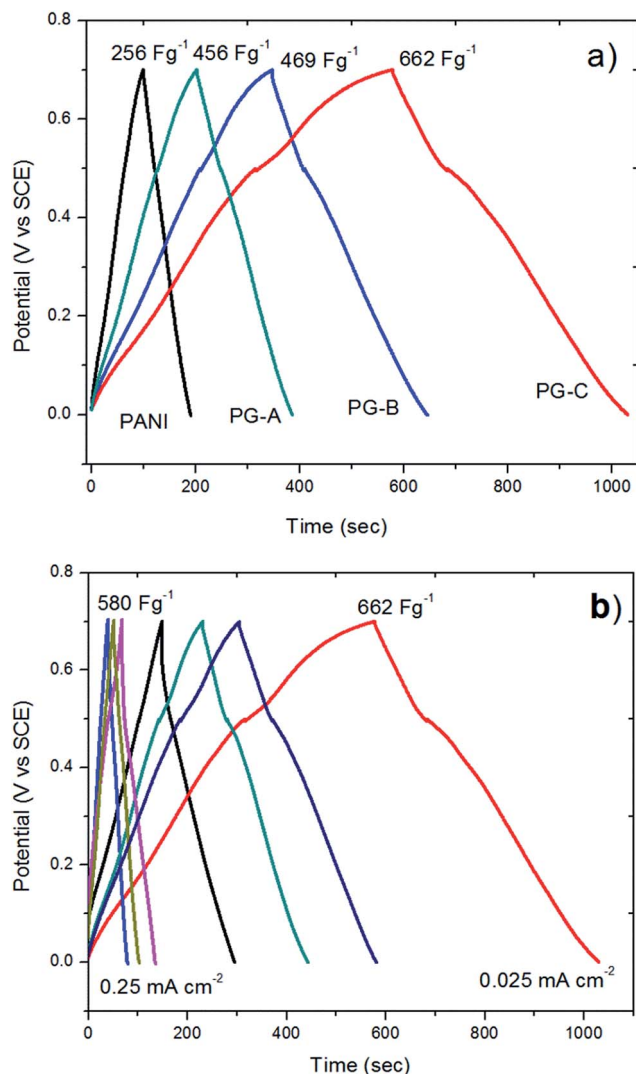 a)
256 Fg⁻¹ 456 Fg⁻¹ 469 Fg⁻¹ 662 Fg⁻¹
0.8
0.6
0.4
0.2
0.0
Potential (V vs SCE)
PANI PG-A PG-B PG-C
0 200 400 600 800 1000
Time (sec)
b)
580 Fg⁻¹ 662 Fg⁻¹
0.8
0.6
0.4
0.2
0.0
Potential (V vs SCE)
0.25 mA cm⁻² 0.025 mA cm⁻²
0 200 400 600 800 1000
Time (sec)